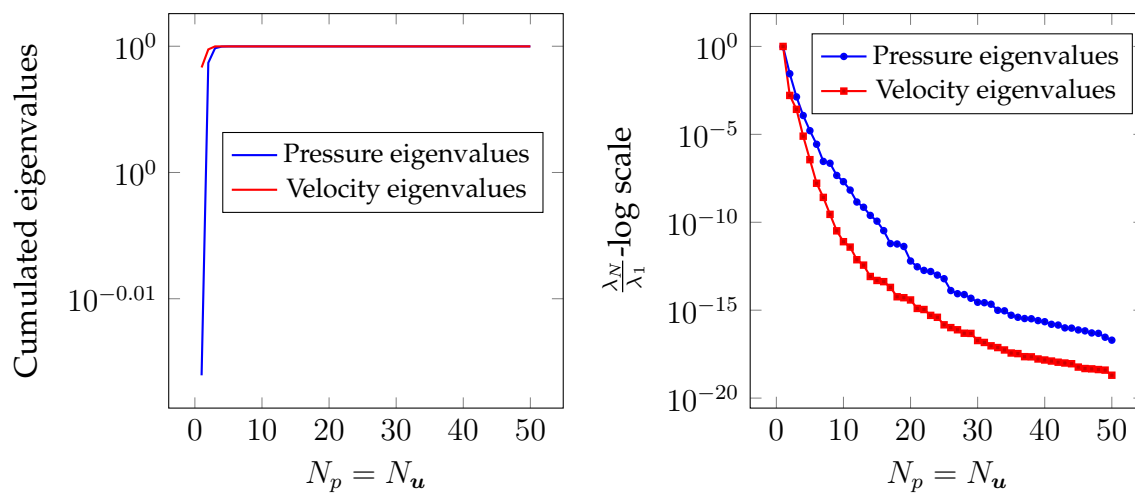 Cumulated eigenvalues
10^0
10^0
10^{-0.01}
Pressure eigenvalues
Velocity eigenvalues
0 10 20 30 40 50
N_p = N_u
λ_N/λ_1-log scale
10^0
10^{-5}
10^{-10}
10^{-15}
10^{-20}
Pressure eigenvalues
Velocity eigenvalues
0 10 20 30 40 50
N_p = N_u